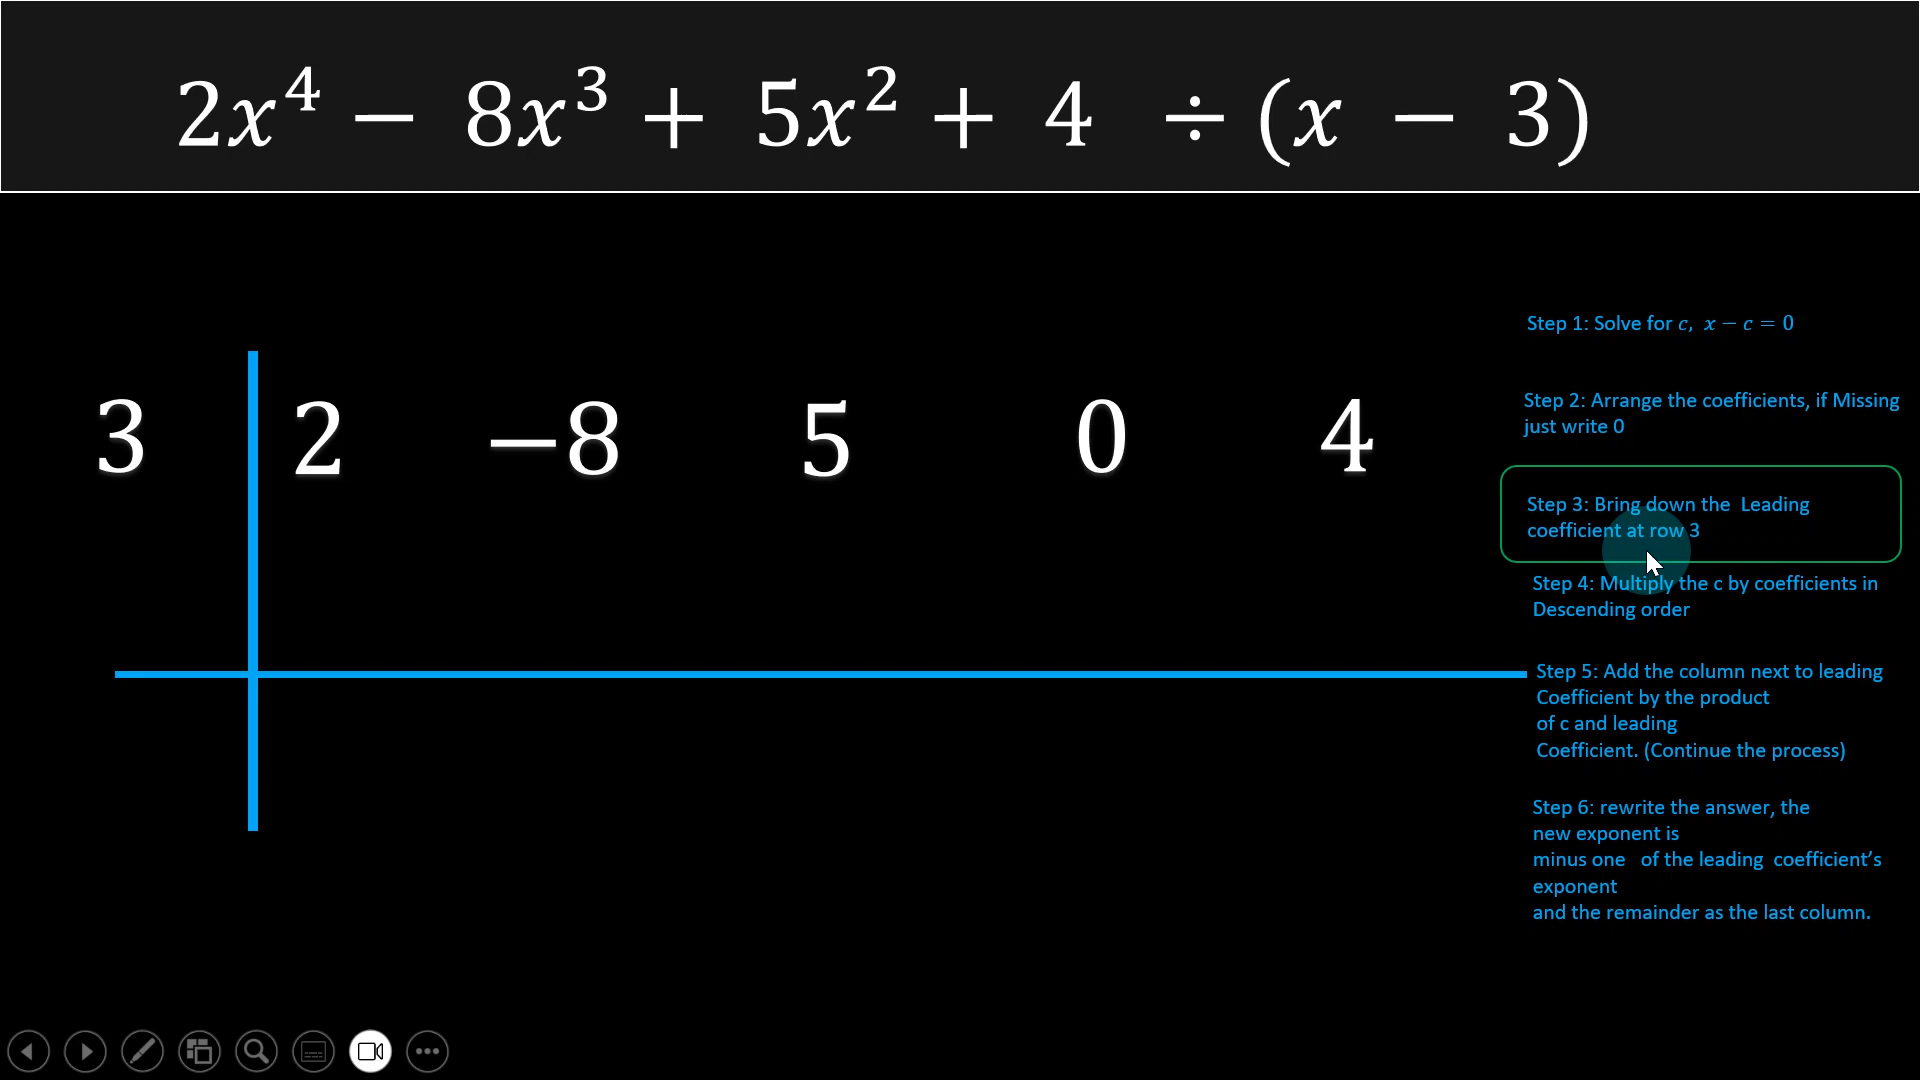 2x⁴ − 8x³ + 5x² + 4 ÷ (x − 3)
3 2 −8 5 0 4
Step 1: Solve for c, x − c = 0
Step 2: Arrange the coefficients, if Missing
just write 0
Step 3: Bring down the Leading
coefficient at row 3
Step 4: Multiply the c by coefficients in
Descending order
Step 5: Add the column next to leading
Coefficient by the product
of c and leading
Coefficient. (Continue the process)
Step 6: rewrite the answer, the
new exponent is
minus one of the leading coefficient’s
exponent
and the remainder as the last column.